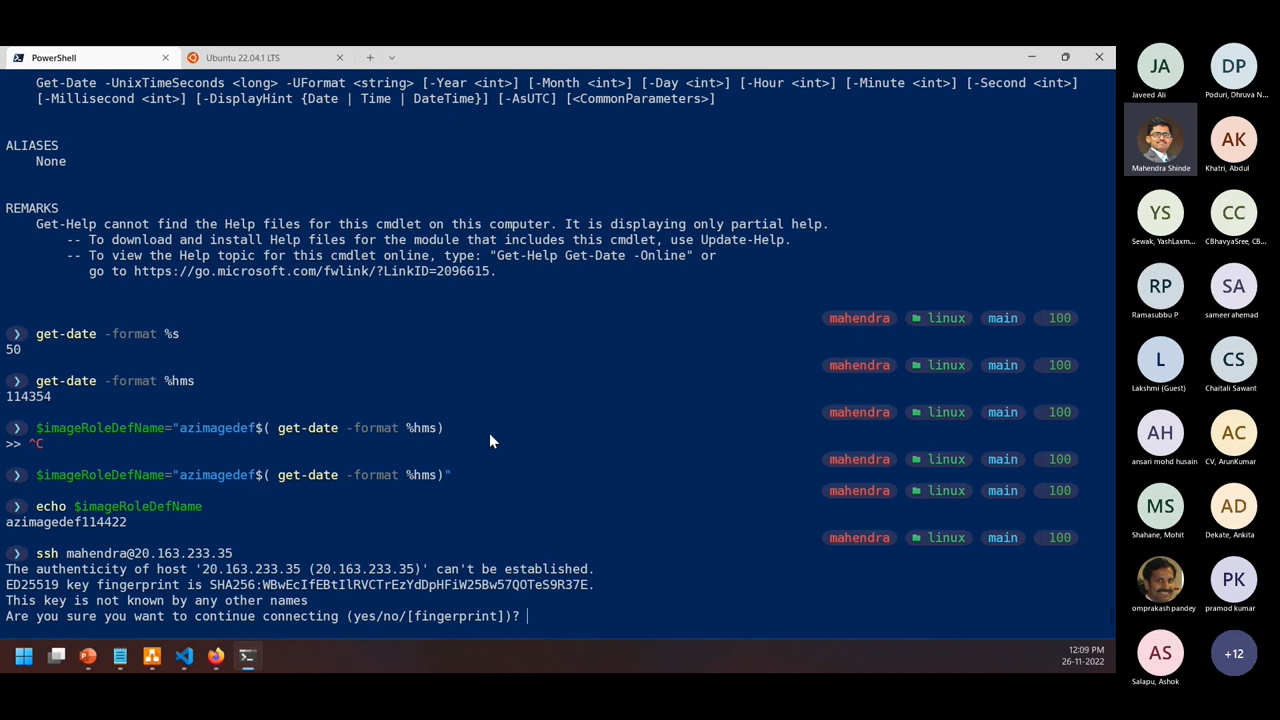 PowerShell
Ubuntu 22.04.1 LTS
Get-Date -UnixTimeSeconds <long> -UFormat <string> [-Year <int>] [-Month <int>] [-Day <int>] [-Hour <int>] [-Minute <int>] [-Second <int>]
[-Millisecond <int>] [-DisplayHint {Date | Time | DateTime}] [-AsUTC] [<CommonParameters>]
ALIASES
None
REMARKS
Get-Help cannot find the Help files for this cmdlet on this computer. It is displaying only partial help.
-- To download and install Help files for the module that includes this cmdlet, use Update-Help.
-- To view the Help topic for this cmdlet online, type: "Get-Help Get-Date -Online" or
go to https://go.microsoft.com/fwlink/?LinkID=2096615.
mahendra linux main 100
❯ get-date -format %s
50
mahendra linux main 100
❯ get-date -format %hms
114354
mahendra linux main 100
❯ $imageRoleDefName="azimagedef$( get-date -format %hms)
>> ^C
mahendra linux main 100
❯ $imageRoleDefName="azimagedef$( get-date -format %hms)"
mahendra linux main 100
❯ echo $imageRoleDefName
azimagedef114422
mahendra linux main 100
❯ ssh mahendra@20.163.233.35
The authenticity of host '20.163.233.35 (20.163.233.35)' can't be established.
ED25519 key fingerprint is SHA256:WBwEcIfEBtIlRVCTrEzYdDpHFiW25Bw57QOTeS9R37E.
This key is not known by any other names
Are you sure you want to continue connecting (yes/no/[fingerprint])?
12:09 PM
26-11-2022
JA
Javeed Ali
DP
Poduri, Dhruva N...
Mahendra Shinde
AK
Khatri, Abdul
YS
Sewak, YashLaxm...
CC
CBhavyaSree, CB...
RP
Ramasubbu P
SA
sameer ahemad
L
Lakshmi (Guest)
CS
Chaitali Sawant
AH
ansari mohd husain
AC
CV, ArunKumar
MS
Shahane, Mohit
AD
Dekate, Ankita
omprakash pandey
PK
pramod kumar
AS
Salapu, Ashok
+12